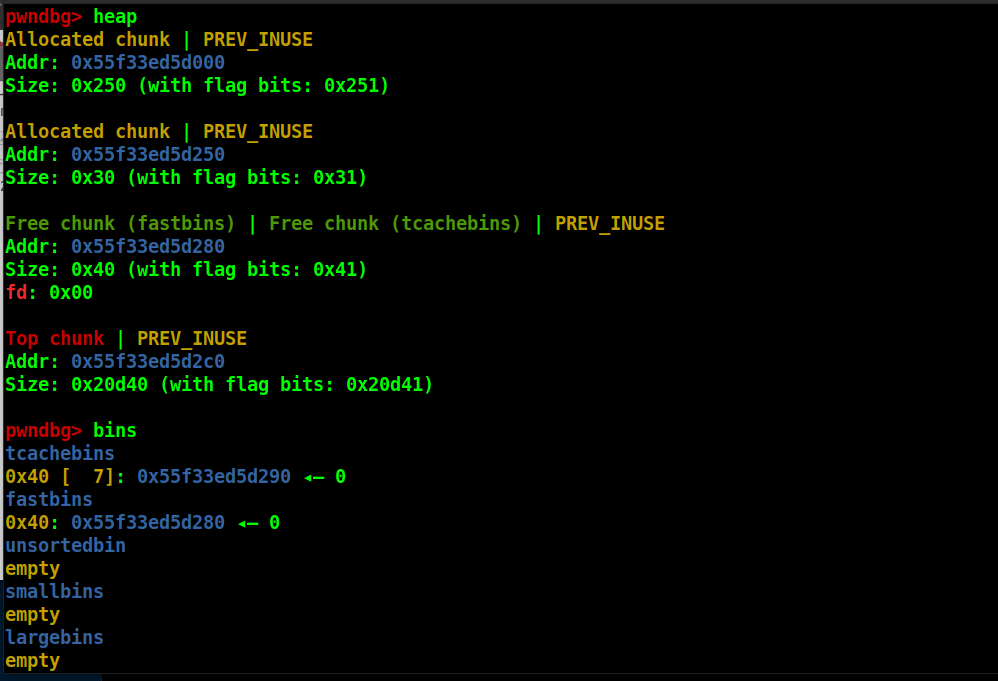 pwndbg> heap
Allocated chunk | PREV_INUSE
Addr: 0x55f33ed5d000
Size: 0x250 (with flag bits: 0x251)
Allocated chunk | PREV_INUSE
Addr: 0x55f33ed5d250
Size: 0x30 (with flag bits: 0x31)
Free chunk (fastbins) | Free chunk (tcachebins) | PREV_INUSE
Addr: 0x55f33ed5d280
Size: 0x40 (with flag bits: 0x41)
fd: 0x00
Top chunk | PREV_INUSE
Addr: 0x55f33ed5d2c0
Size: 0x20d40 (with flag bits: 0x20d41)
pwndbg> bins
tcachebins
0x40 [  7]: 0x55f33ed5d290 ◂— 0
fastbins
0x40: 0x55f33ed5d280 ◂— 0
unsortedbin
empty
smallbins
empty
largebins
empty